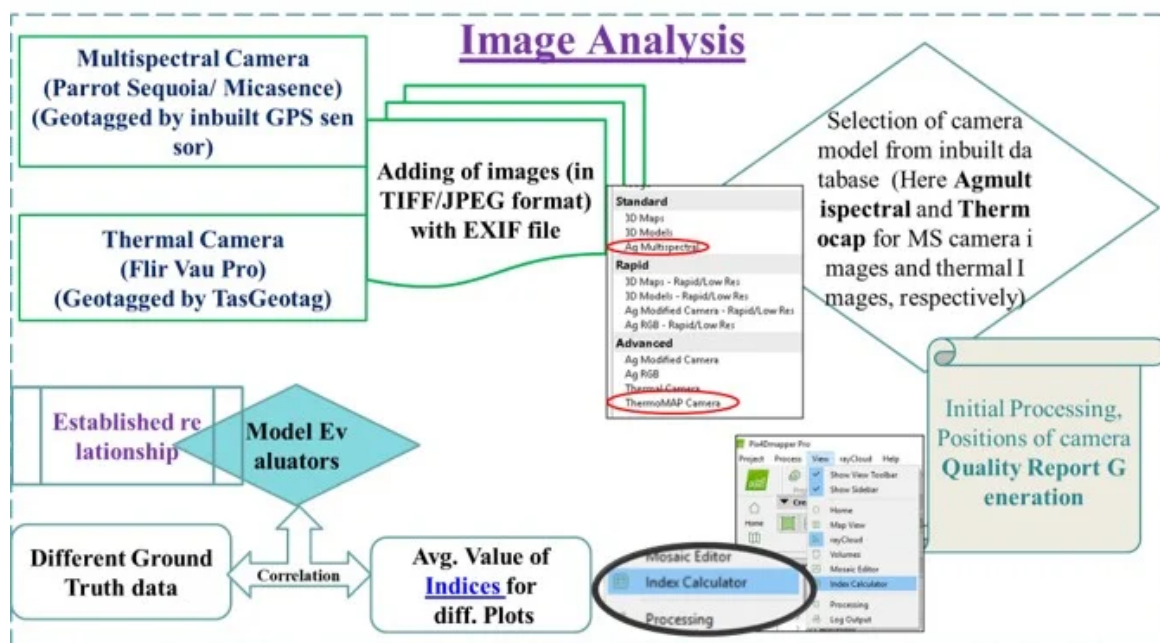 Image Analysis
Multispectral Camera
(Parrot Sequoia/ Micasence)
(Geotagged by inbuilt GPS sen
sor)
Thermal Camera
(Flir Vau Pro)
(Geotagged by TasGeotag)
Adding of images (in
TIFF/JPEG format)
with EXIF file
Standard
3D Maps
3D Models
Ag Multispectral
Rapid
3D Maps - Rapid/Low Res
3D Models - Rapid/Low Res
Ag Modified Camera - Rapid/Low Res
Ag RGB - Rapid/Low Res
Advanced
Ag Modified Camera
Ag RGB
Thermal Camera
ThermoMAP Camera
Selection of camera
model from inbuilt da
tabase (Here Agmult
ispectral and Therm
ocap for MS camera i
mages and thermal I
mages, respectively)
Initial Processing,
Positions of camera
Quality Report G
eneration
Pix4Dmapper Pro
Project Process View rayCloud Help
Show View Toolbar
Show Sidebar
Home
Home
Map View
rayCloud
Volumes
Mosaic Editor
Index Calculator
Processing
Log Output
Mosaic Editor
Index Calculator
Processing
Avg. Value of
Indices for
diff. Plots
Correlation
Different Ground
Truth data
Model Ev
aluators
Established re
lationship